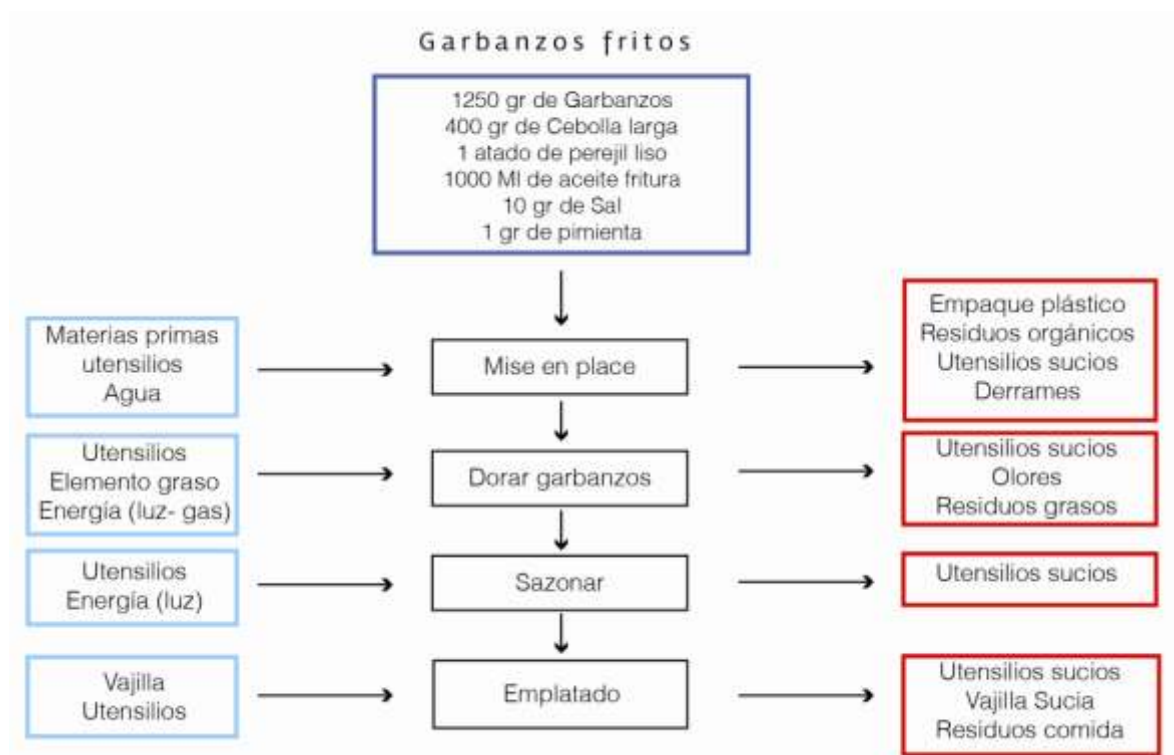 Garbanzos fritos
1250 gr de Garbanzos
400 gr de Cebolla larga
1 atado de perejil liso
1000 Ml de aceite fritura
10 gr de Sal
1 gr de pimienta
Materias primas
utensilios
Agua
Mise en place
Empaque plástico
Residuos orgánicos
Utensilios sucios
Derrames
Utensilios
Elemento graso
Energía (luz- gas)
Dorar garbanzos
Utensilios sucios
Olores
Residuos grasos
Utensilios
Energía (luz)
Sazonar
Utensilios sucios
Vajilla
Utensilios
Emplatado
Utensilios sucios
Vajilla Sucia
Residuos comida